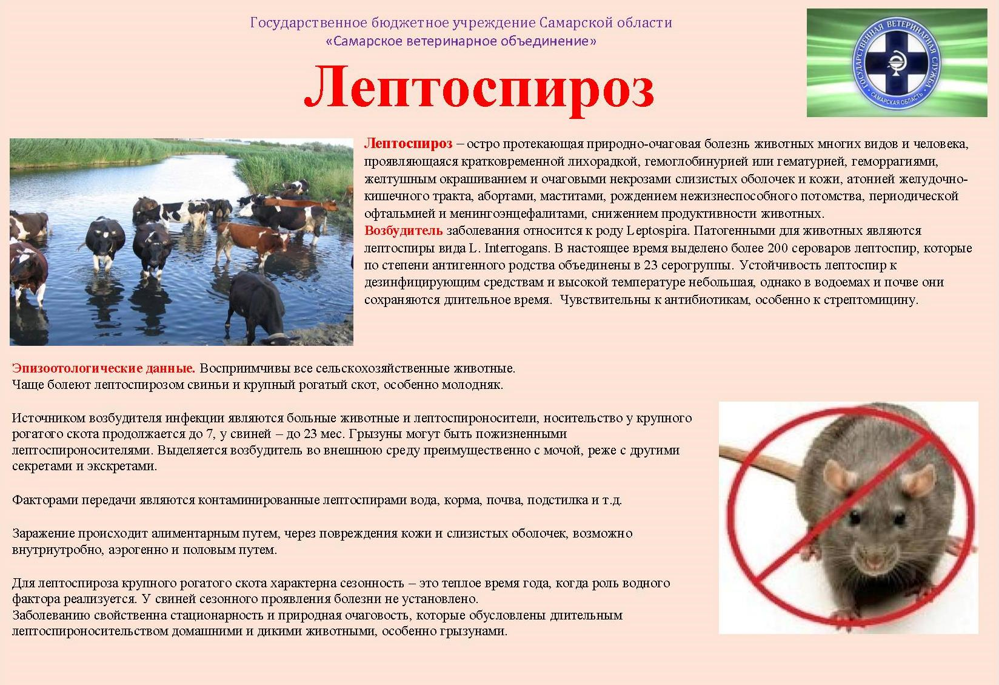 Государственное бюджетное учреждение Самарской области
«Самарское ветеринарное объединение»
ГОСУДАРСТВЕННАЯ ВЕТЕРИНАРНАЯ СЛУЖБА
• САМАРСКАЯ ОБЛАСТЬ •
Лептоспироз
Лептоспироз – остро протекающая природно-очаговая болезнь животных многих видов и человека,
проявляющаяся кратковременной лихорадкой, гемоглобинурией или гематурией, геморрагиями,
желтушным окрашиванием и очаговыми некрозами слизистых оболочек и кожи, атонией желудочно-
кишечного тракта, абортами, маститами, рождением нежизнеспособного потомства, периодической
офтальмией и менингоэнцефалитами, снижением продуктивности животных.
Возбудитель заболевания относится к роду Leptospira. Патогенными для животных являются
лептоспиры вида L. Interrogans. В настоящее время выделено более 200 сероваров лептоспир, которые
по степени антигенного родства объединены в 23 серогруппы. Устойчивость лептоспир к
дезинфицирующим средствам и высокой температуре небольшая, однако в водоемах и почве они
сохраняются длительное время. Чувствительны к антибиотикам, особенно к стрептомицину.
Эпизоотологические данные. Восприимчивы все сельскохозяйственные животные.
Чаще болеют лептоспирозом свиньи и крупный рогатый скот, особенно молодняк.
Источником возбудителя инфекции являются больные животные и лептоспироносители, носительство у крупного
рогатого скота продолжается до 7, у свиней – до 23 мес. Грызуны могут быть пожизненными
лептоспироносителями. Выделяется возбудитель во внешнюю среду преимущественно с мочой, реже с другими
секретами и экскретами.
Факторами передачи являются контаминированные лептоспирами вода, корма, почва, подстилка и т.д.
Заражение происходит алиментарным путем, через повреждения кожи и слизистых оболочек, возможно
внутриутробно, аэрогенно и половым путем.
Для лептоспироза крупного рогатого скота характерна сезонность – это теплое время года, когда роль водного
фактора реализуется. У свиней сезонного проявления болезни не установлено.
Заболеванию свойственна стационарность и природная очаговость, которые обусловлены длительным
лептоспироносительством домашними и дикими животными, особенно грызунами.